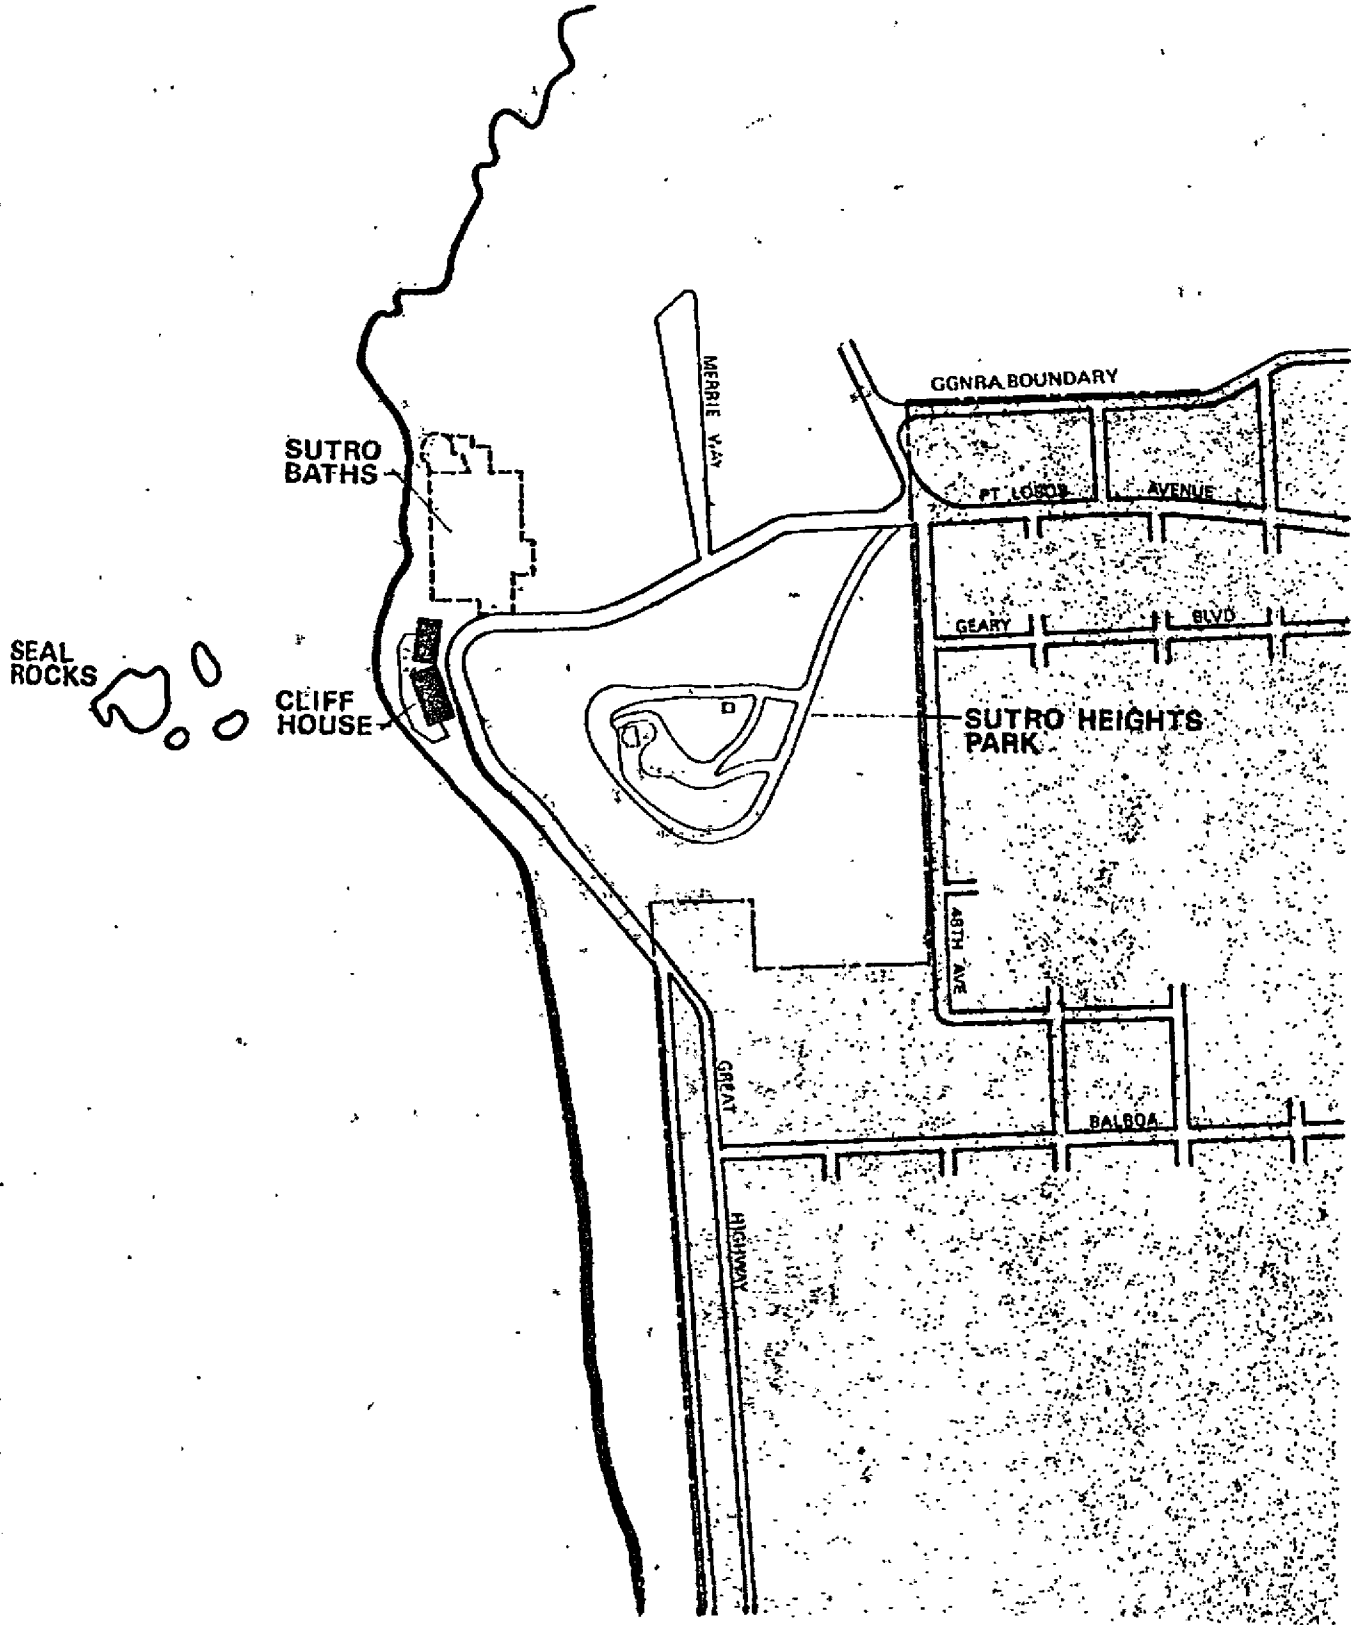 MERRIE WAY
GGNRA BOUNDARY
SUTRO
BATHS
PT LOBOS AVENUE
GEARY BLVD
SEAL
ROCKS
CLIFF
HOUSE
SUTRO HEIGHTS
PARK
48TH AVE
GREAT
HIGHWAY
BALBOA